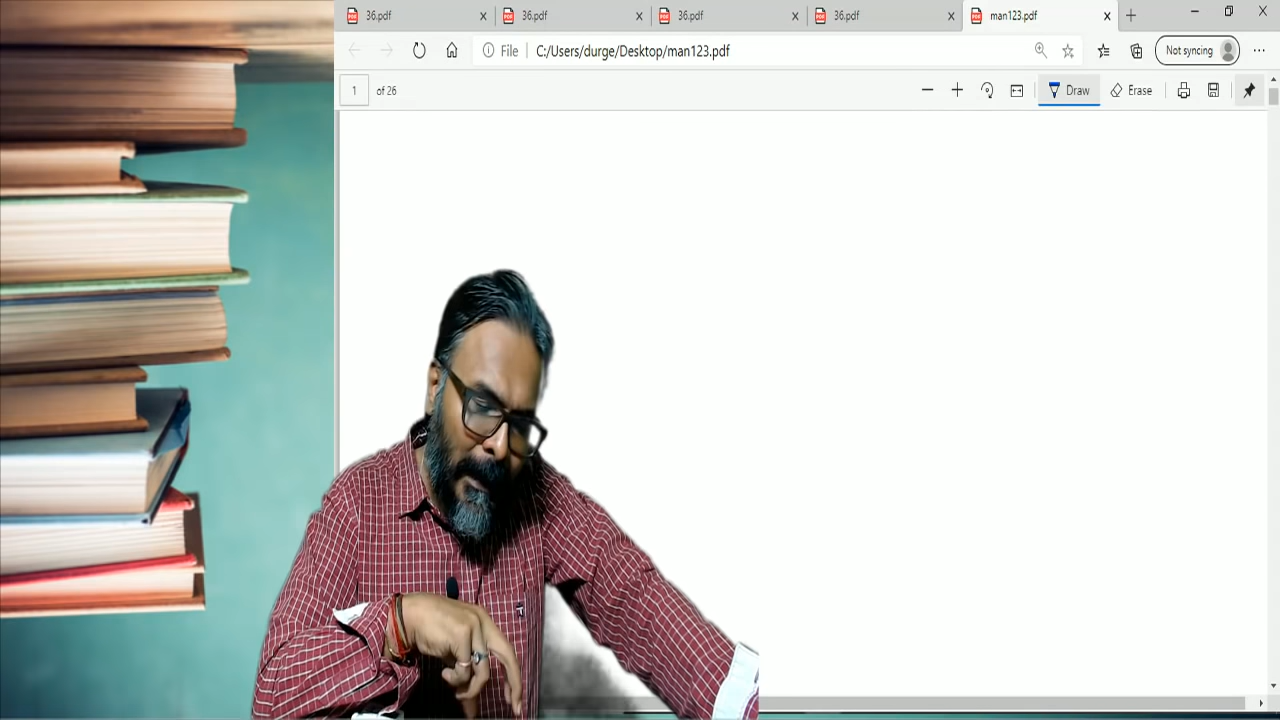 36.pdf
36.pdf
36.pdf
36.pdf
man123.pdf
File
C:/Users/durge/Desktop/man123.pdf
Not syncing
1 of 26
Draw
Erase